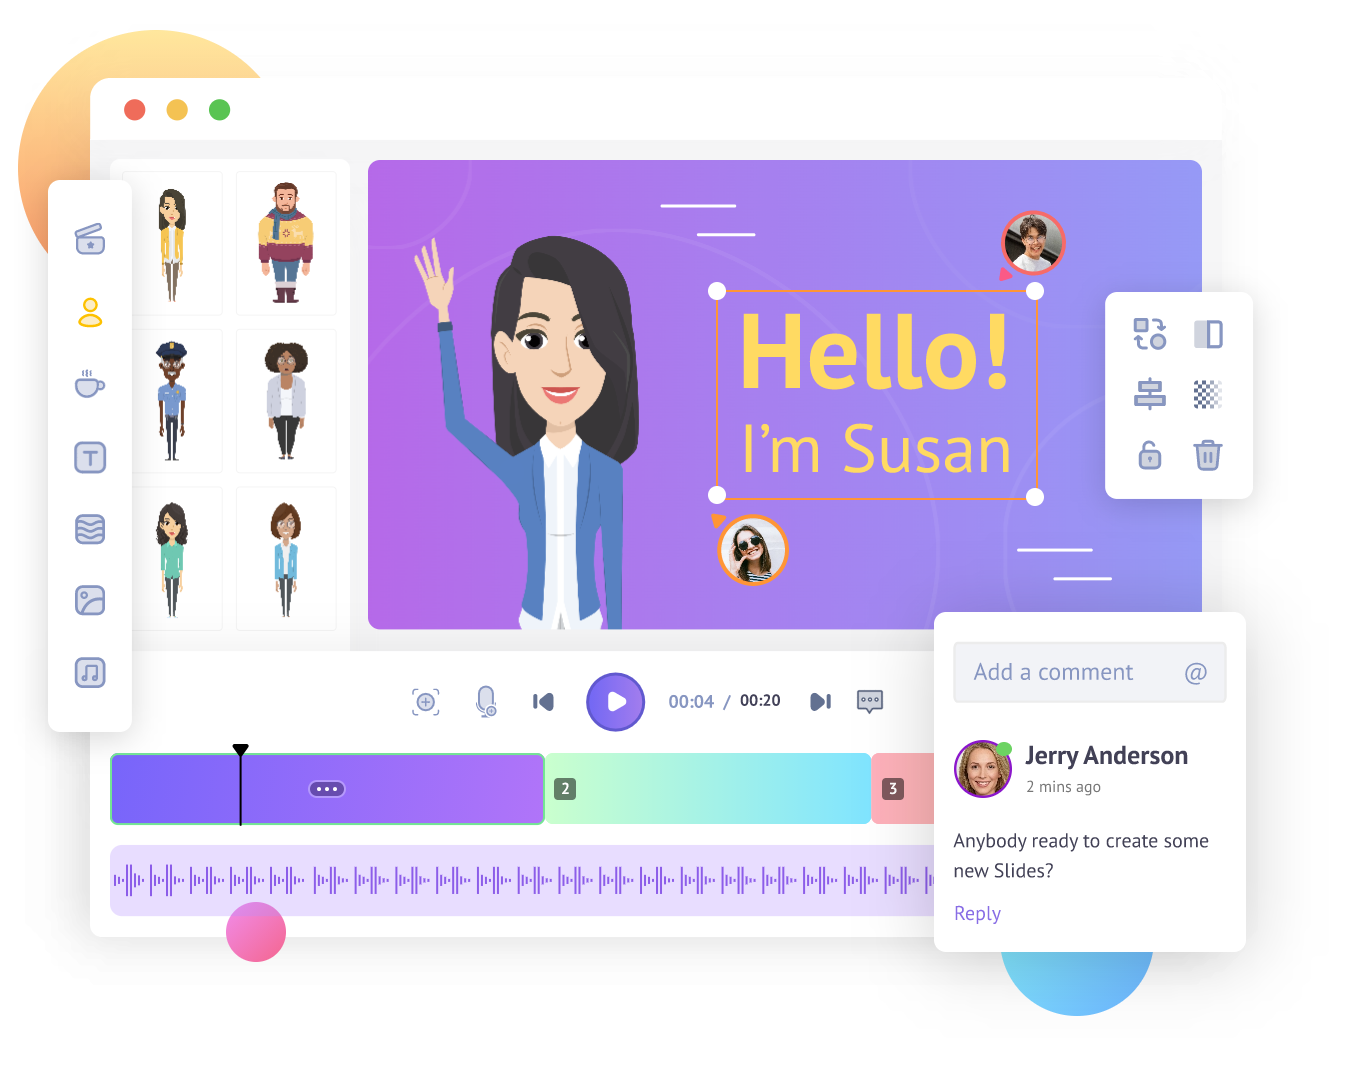 Hello!
I'm Susan
T
00:04 / 00:20
2
3
Add a comment @
Jerry Anderson
2 mins ago
Anybody ready to create some
new Slides?
Reply